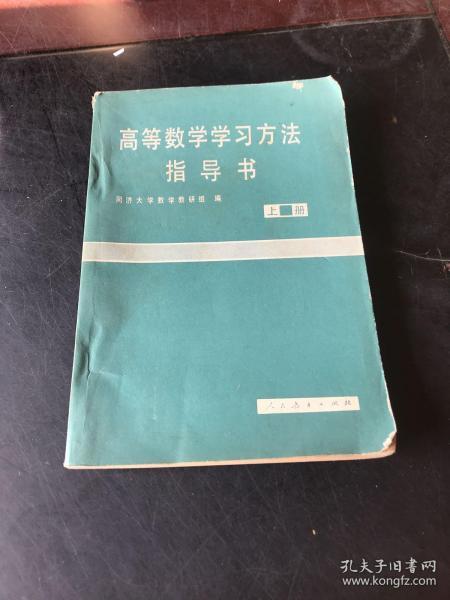 高等数学学习方法
指导书
同济大学数学教研组 编
上 册
人民教育出版社
孔夫子旧书网
www.kongfz.com